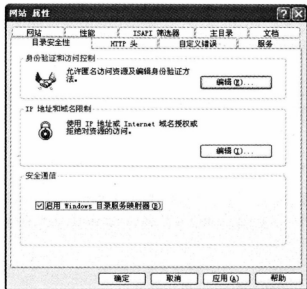 网站 属性
网站 性能 ISAPI 筛选器 主目录 文档
目录安全性 HTTP 头 自定义错误 服务
身份验证和访问控制
允许匿名访问资源及编辑身份验证方
法。
编辑(E)...
IP 地址和域名限制
使用 IP 地址或 Internet 域名授权或
拒绝对资源的访问。
编辑(I)...
安全通信
启用 Windows 目录服务映射器(D)
确定 取消 应用(A) 帮助